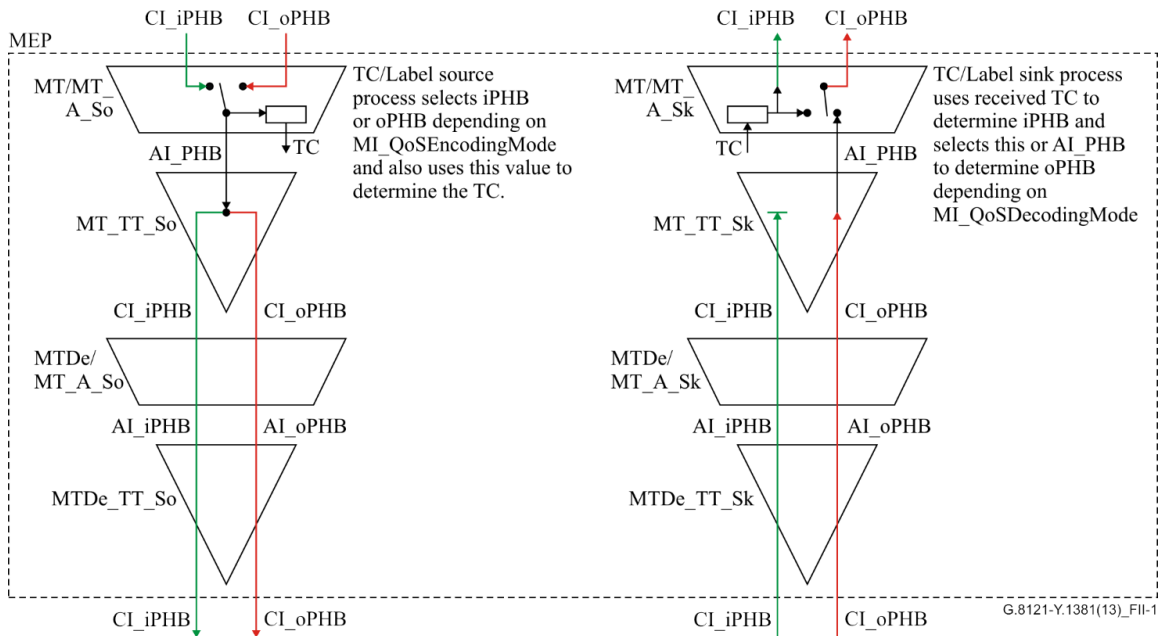 CI_iPHB CI_oPHB
MEP
MT/MT_
A_So
TC/Label source
process selects iPHB
or oPHB depending on
MI_QoSEncodingMode
and also uses this value to
determine the TC.
TC
AI_PHB
MT_TT_So
CI_iPHB CI_oPHB
MTDe/
MT_A_So
AI_iPHB AI_oPHB
MTDe_TT_So
CI_iPHB CI_oPHB
CI_iPHB CI_oPHB
MT/MT_
A_Sk
TC/Label sink process
uses received TC to
determine iPHB and
selects this or AI_PHB
to determine oPHB
depending on
MI_QoSDecodingMode
TC
AI_PHB
MT_TT_Sk
CI_iPHB CI_oPHB
MTDe/
MT_A_Sk
AI_iPHB AI_oPHB
MTDe_TT_Sk
CI_iPHB CI_oPHB
G.8121-Y.1381(13)_FII-1